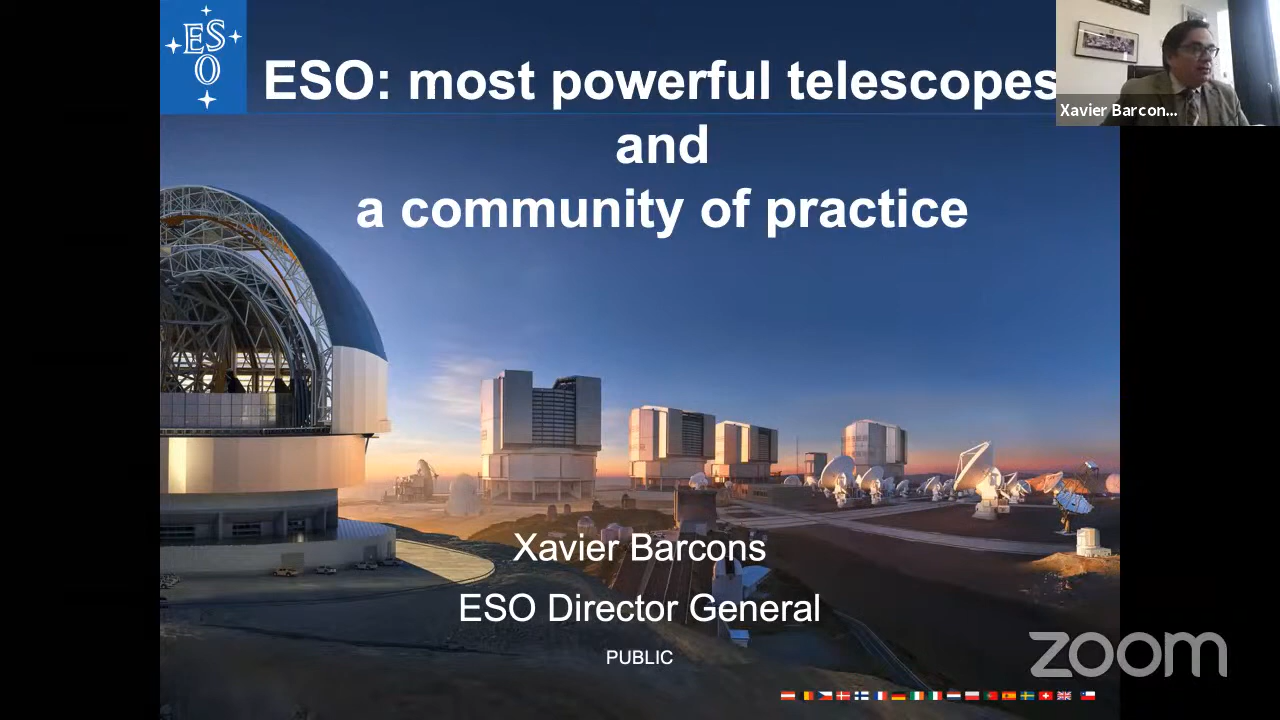 ESO
ESO: most powerful telescopes
and
a community of practice
Xavier Barcon...
Xavier Barcons
ESO Director General
PUBLIC
zoom